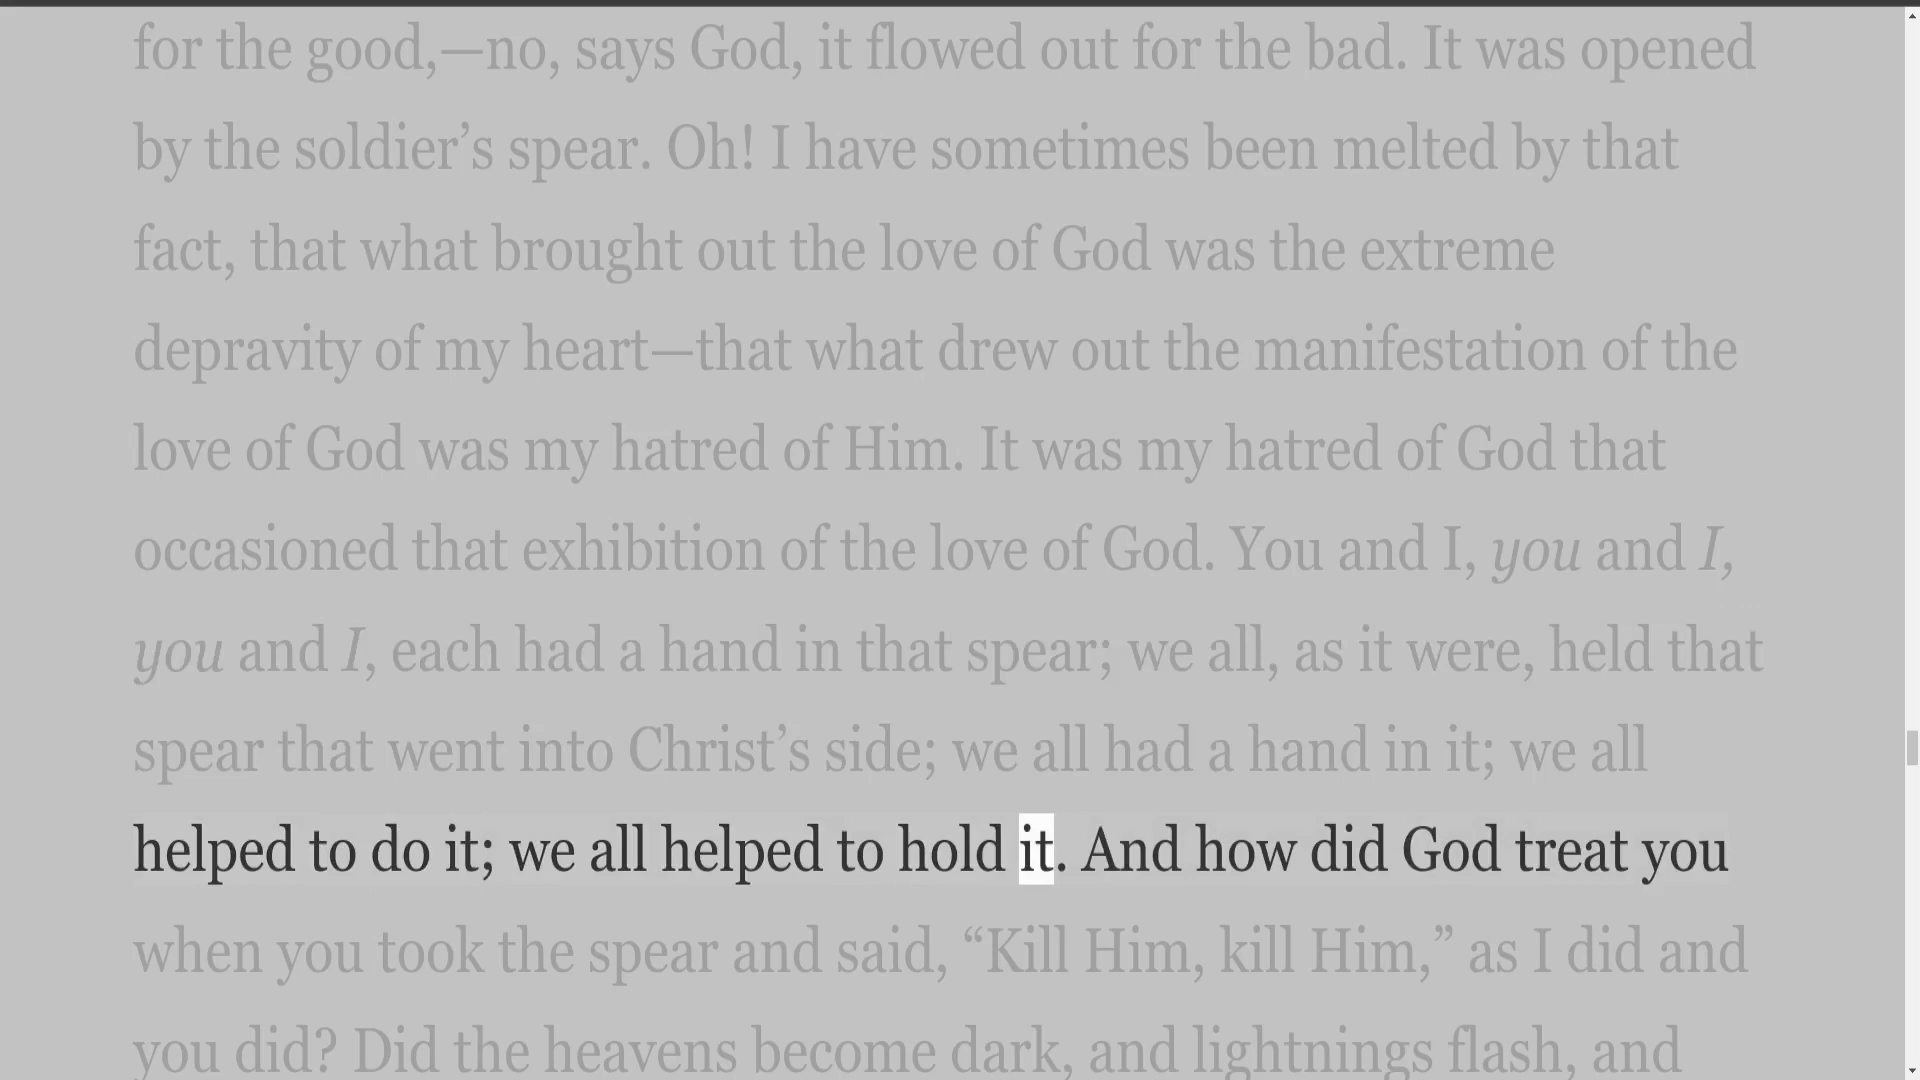 for the good,—no, says God, it flowed out for the bad. It was opened
by the soldier’s spear. Oh! I have sometimes been melted by that
fact, that what brought out the love of God was the extreme
depravity of my heart—that what drew out the manifestation of the
love of God was my hatred of Him. It was my hatred of God that
occasioned that exhibition of the love of God. You and I, you and I,
you and I, each had a hand in that spear; we all, as it were, held that
spear that went into Christ’s side; we all had a hand in it; we all
helped to do it; we all helped to hold it. And how did God treat you
when you took the spear and said, “Kill Him, kill Him,” as I did and
you did? Did the heavens become dark, and lightnings flash, and